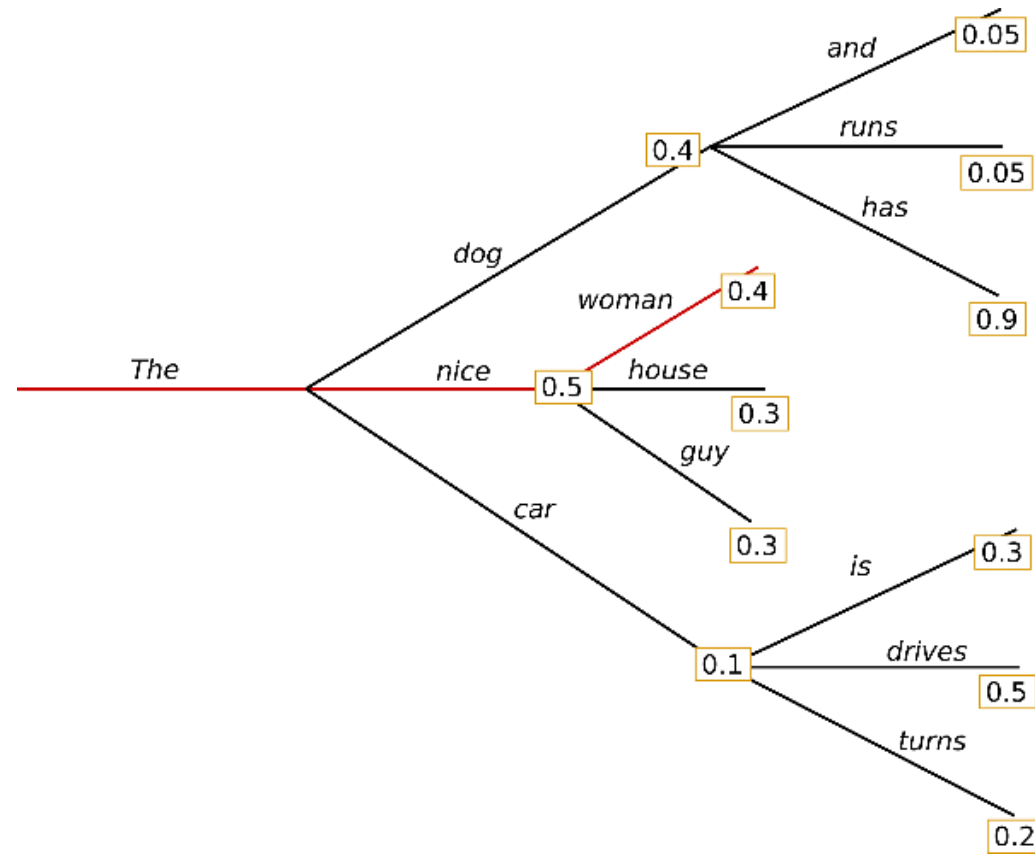 0.05
and
runs
0.4
0.05
has
dog
woman
0.4
0.9
The
nice
0.5
house
0.3
guy
car
0.3
is
0.3
drives
0.1
0.5
turns
0.2